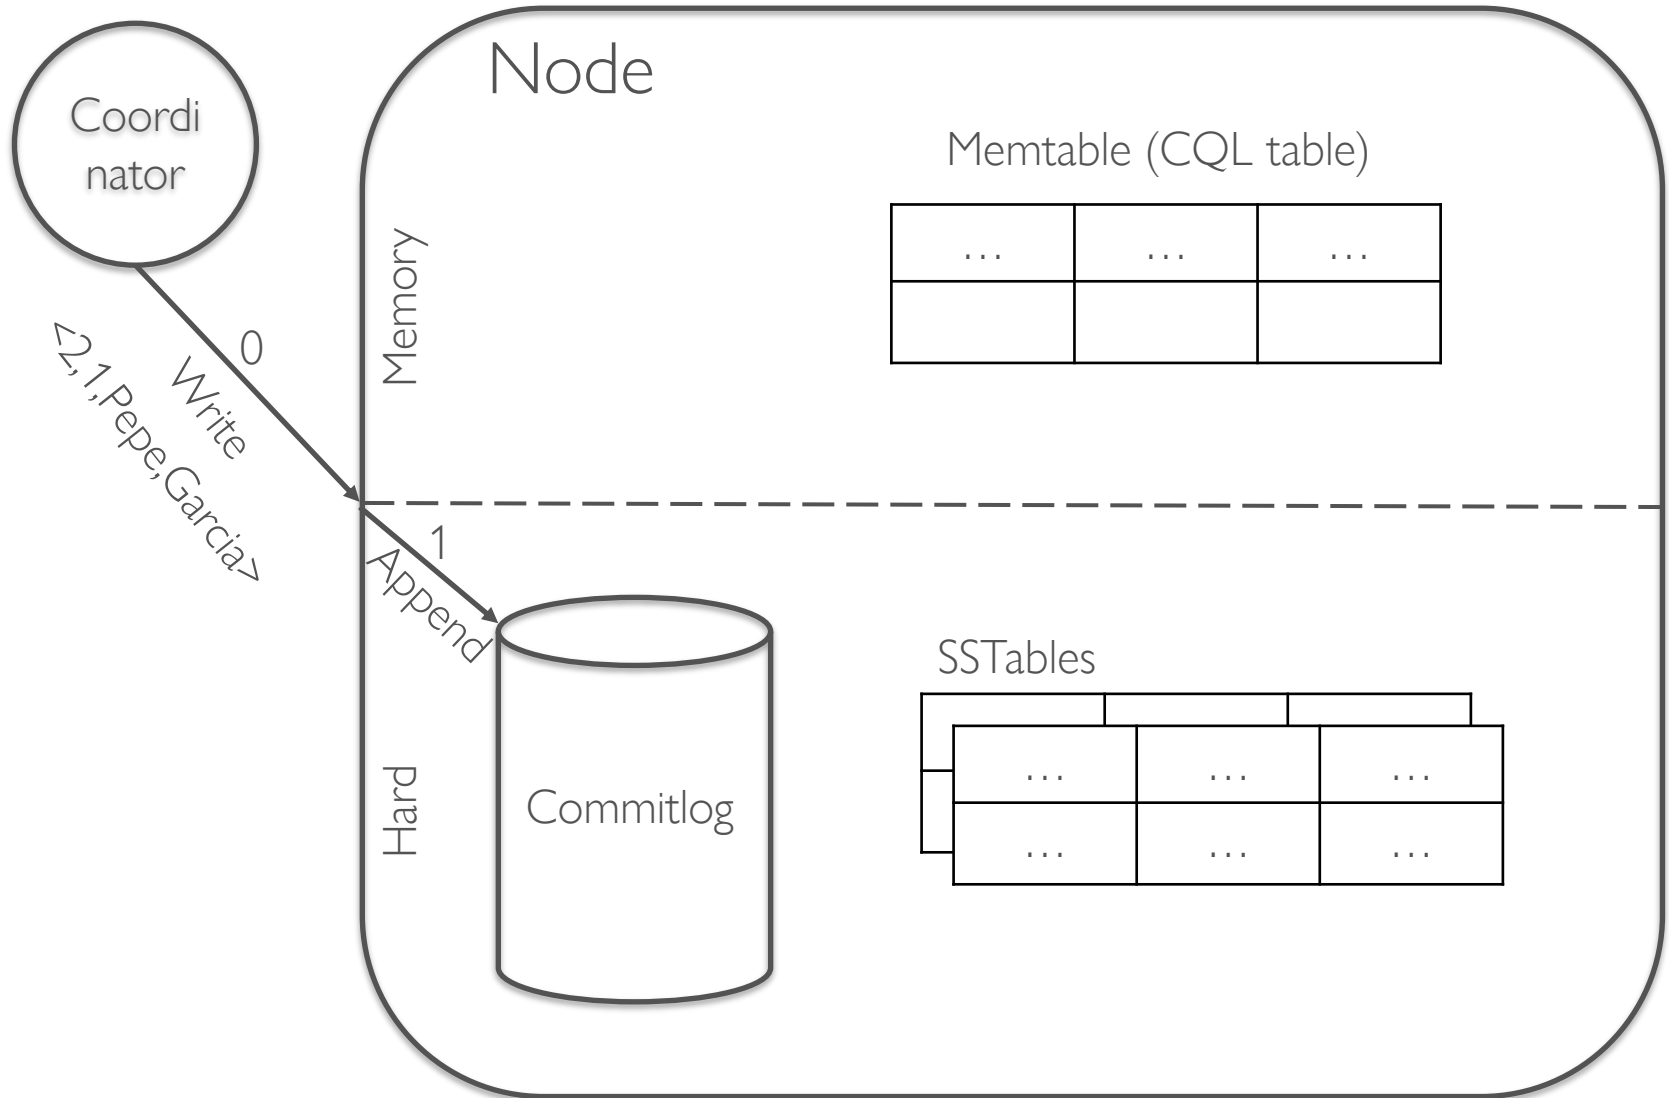 Node
Coordi
nator
Memtable (CQL table)
... ... ...
Memory
0
Write
<2,1,Pepe,Garcia>
1
Append
SSTables
... ... ...
... ... ...
Hard
Commitlog